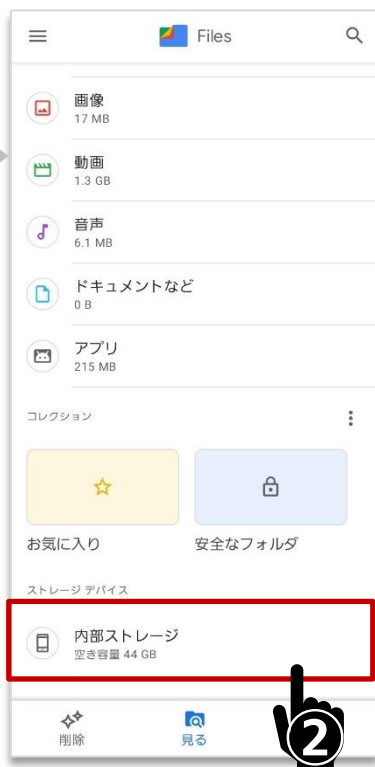 Files
画像
17 MB
動画
1.3 GB
音声
6.1 MB
ドキュメントなど
0 B
アプリ
215 MB
コレクション
お気に入り
安全なフォルダ
ストレージ デバイス
内部ストレージ
空き容量 44 GB
削除
見る
2